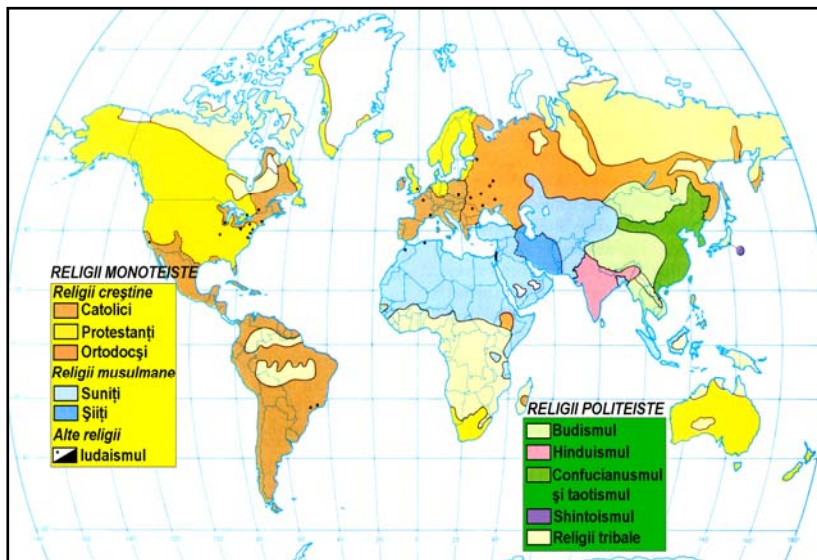 RELIGII MONOTEISTE
Religii creştine
Catolici
Protestanţi
Ortodocşi
Religii musulmane
Suniţi
Şiiţi
Alte religii
Iudaismul
RELIGII POLITEISTE
Budismul
Hinduismul
Confucianusmul
şi taotismul
Shintoismul
Religii tribale